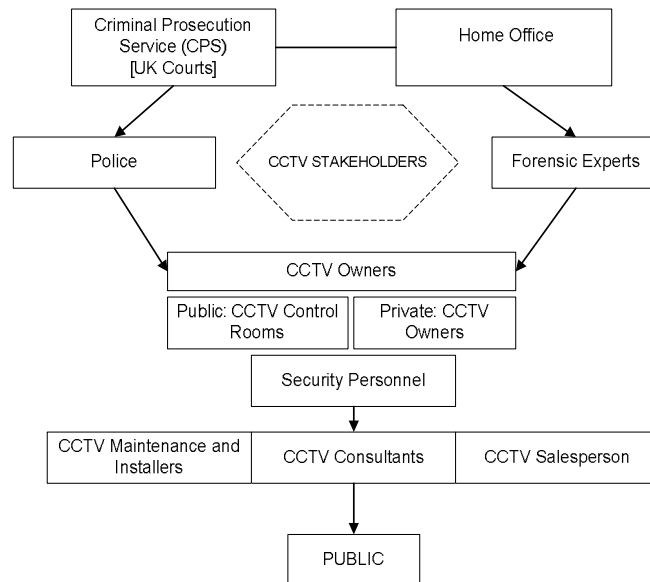 Criminal Prosecution
Service (CPS)
[UK Courts]
Home Office
Police
CCTV STAKEHOLDERS
Forensic Experts
CCTV Owners
Public: CCTV Control
Rooms
Private: CCTV
Owners
Security Personnel
CCTV Maintenance and
Installers
CCTV Consultants
CCTV Salesperson
PUBLIC